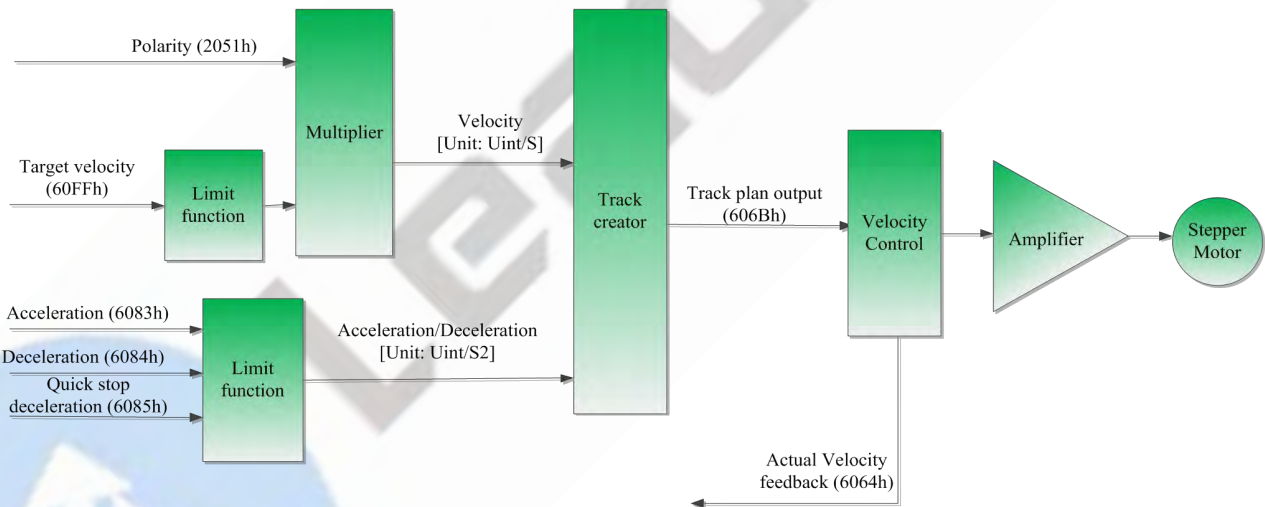 Polarity (2051h)
Multiplier
Velocity
[Unit: Uint/S]
Target velocity
(60FFh)
Limit
function
Track
creator
Track plan output
(606Bh)
Velocity
Control
Amplifier
Stepper
Motor
Acceleration (6083h)
Deceleration (6084h)
Quick stop
deceleration (6085h)
Limit
function
Acceleration/Deceleration
[Unit: Uint/S2]
Actual Velocity
feedback (6064h)